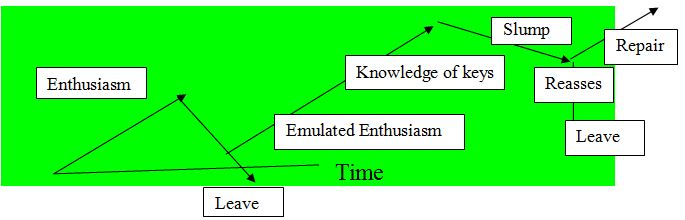 Slump
Repair
Enthusiasm
Knowledge of keys
Reasses
Emulated Enthusiasm
Leave
Time
Leave